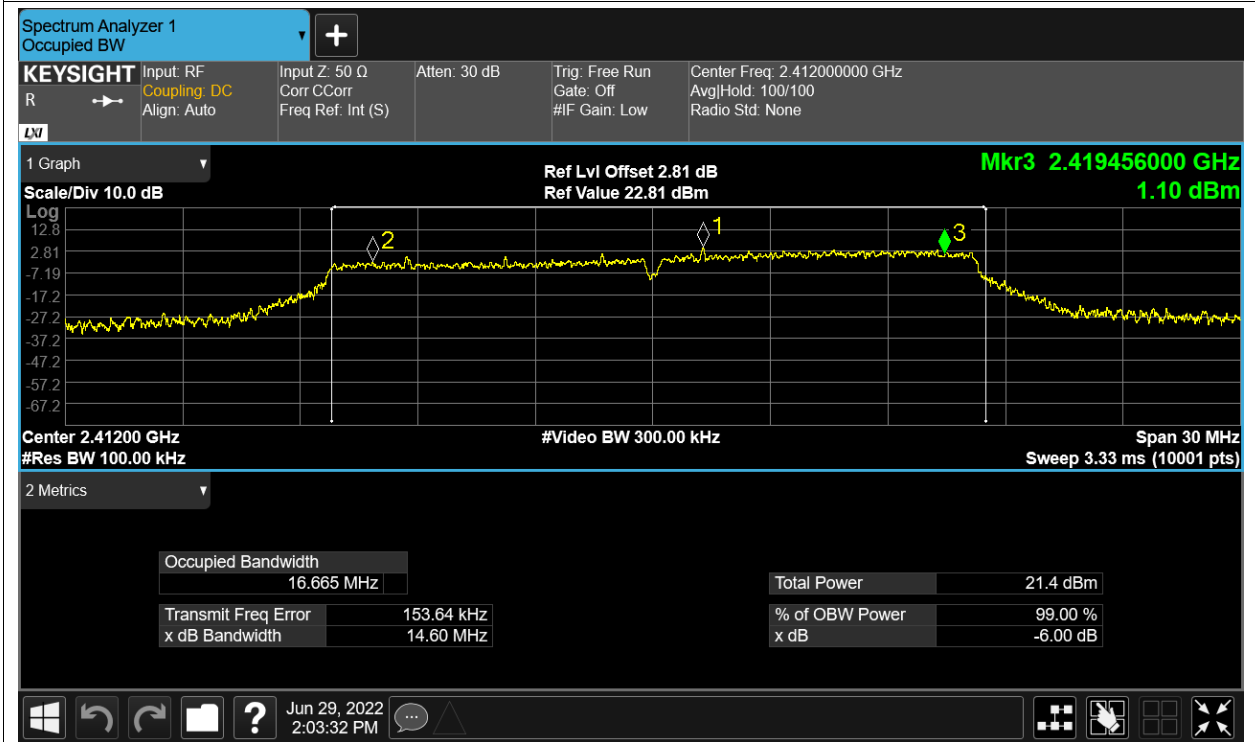 Spectrum Analyzer 1
Occupied BW
KEYSIGHT
R
LXI
Input: RF
Coupling: DC
Align: Auto
Input Z: 50 Ω
Corr CCorr
Freq Ref: Int (S)
Atten: 30 dB
Trig: Free Run
Gate: Off
#IF Gain: Low
Center Freq: 2.412000000 GHz
Avg|Hold: 100/100
Radio Std: None
1 Graph
Scale/Div 10.0 dB
Ref Lvl Offset 2.81 dB
Ref Value 22.81 dBm
Mkr3 2.419456000 GHz
1.10 dBm
Log
12.8
2.81
-7.19
-17.2
-27.2
-37.2
-47.2
-57.2
-67.2
2
1
3
Center 2.41200 GHz
#Video BW 300.00 kHz
Span 30 MHz
#Res BW 100.00 kHz
Sweep 3.33 ms (10001 pts)
2 Metrics
Occupied Bandwidth
16.665 MHz
Total Power 21.4 dBm
Transmit Freq Error 153.64 kHz
% of OBW Power 99.00 %
x dB Bandwidth 14.60 MHz
x dB -6.00 dB
?
Jun 29, 2022
2:03:32 PM